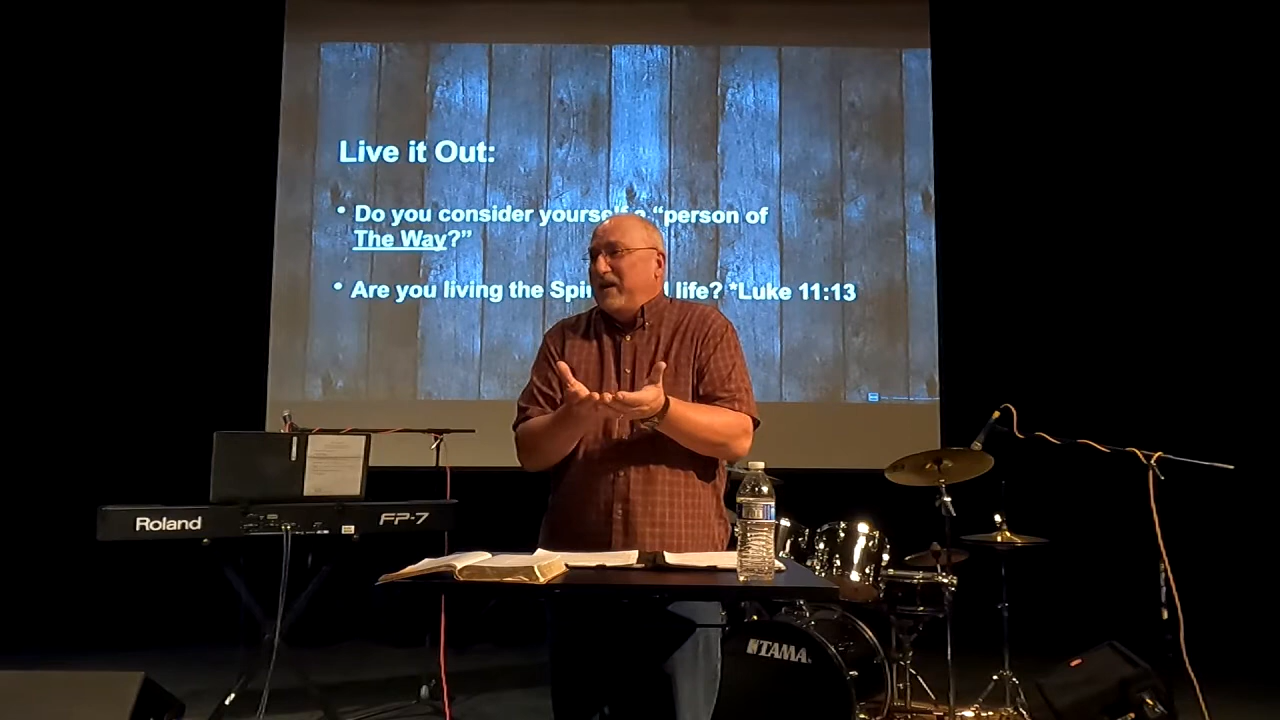 Live it Out:
• Do you consider yourself a “person of
The Way?”
• Are you living the life? *Luke 11:13
Roland
FP-7
TAMA